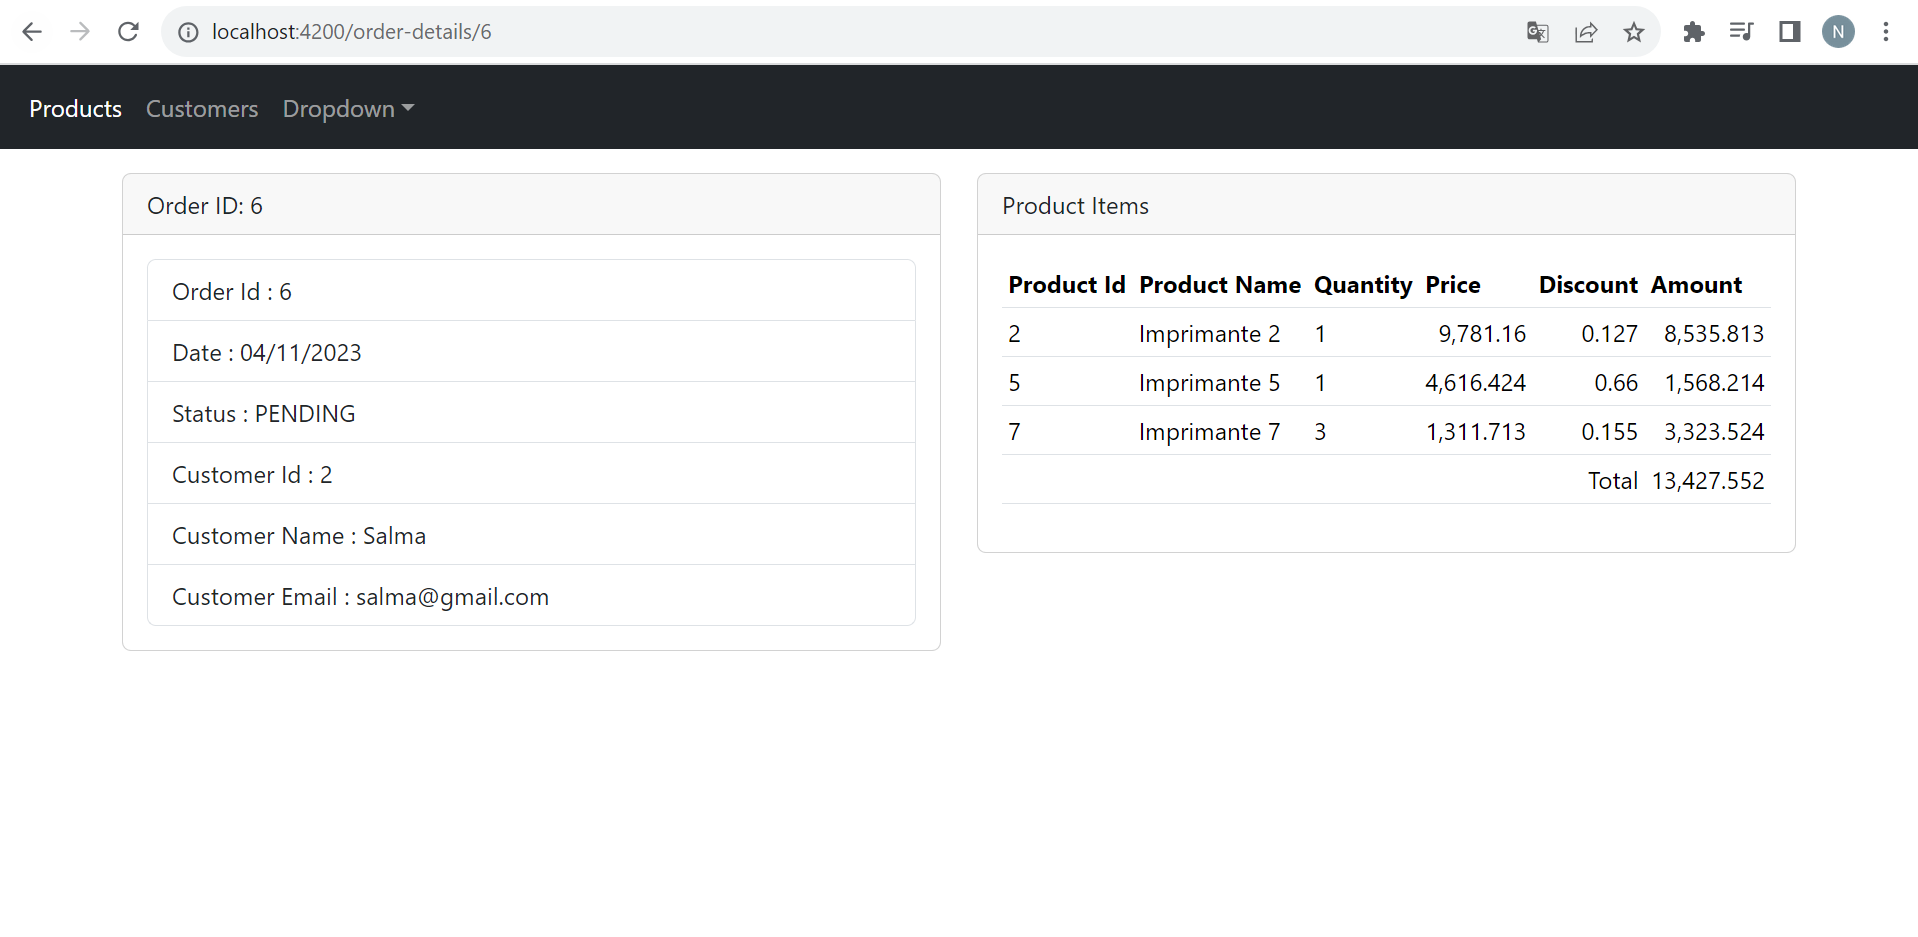 localhost:4200/order-details/6
N
Products Customers Dropdown
Order ID: 6
Order Id : 6
Date : 04/11/2023
Status : PENDING
Customer Id : 2
Customer Name : Salma
Customer Email : salma@gmail.com
Product Items
Product Id Product Name Quantity Price Discount Amount
2 Imprimante 2 1 9,781.16 0.127 8,535.813
5 Imprimante 5 1 4,616.424 0.66 1,568.214
7 Imprimante 7 3 1,311.713 0.155 3,323.524
Total 13,427.552